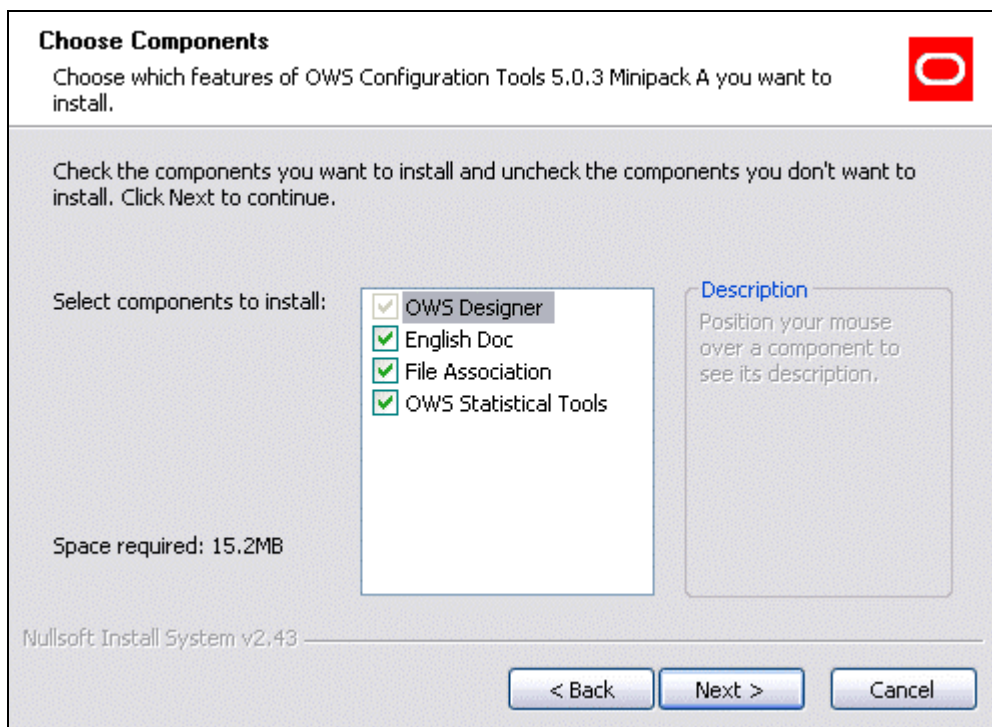 Choose Components
Choose which features of OWS Configuration Tools 5.0.3 Minipack A you want to
install.
Check the components you want to install and uncheck the components you don't want to
install. Click Next to continue.
Select components to install:
OWS Designer
English Doc
File Association
OWS Statistical Tools
Description
Position your mouse
over a component to
see its description.
Space required: 15.2MB
Nullsoft Install System v2.43
< Back
Next >
Cancel